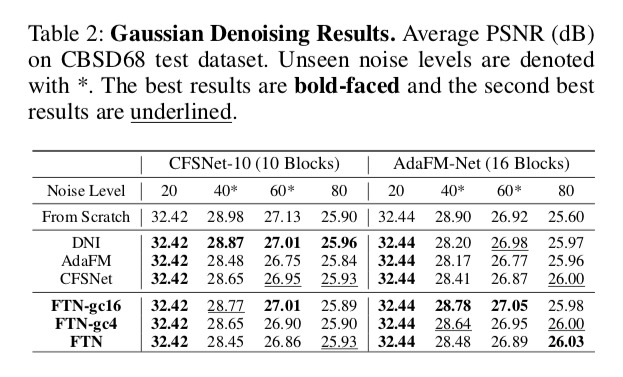 Table 2: Gaussian Denoising Results. Average PSNR (dB)
on CBSD68 test dataset. Unseen noise levels are denoted
with *. The best results are bold-faced and the second best
results are underlined.
CFSNet-10 (10 Blocks) AdaFM-Net (16 Blocks)
Noise Level 20 40* 60* 80 20 40* 60* 80
From Scratch 32.42 28.98 27.13 25.90 32.44 28.90 26.92 25.60
DNI 32.42 28.87 27.01 25.96 32.44 28.20 26.98 25.97
AdaFM 32.42 28.48 26.75 25.84 32.44 28.17 26.77 25.96
CFSNet 32.42 28.65 26.95 25.93 32.44 28.41 26.87 26.00
FTN-gc16 32.42 28.77 27.01 25.89 32.44 28.78 27.05 25.98
FTN-gc4 32.42 28.65 26.90 25.90 32.44 28.64 26.95 26.00
FTN 32.42 28.45 26.86 25.93 32.44 28.48 26.89 26.03